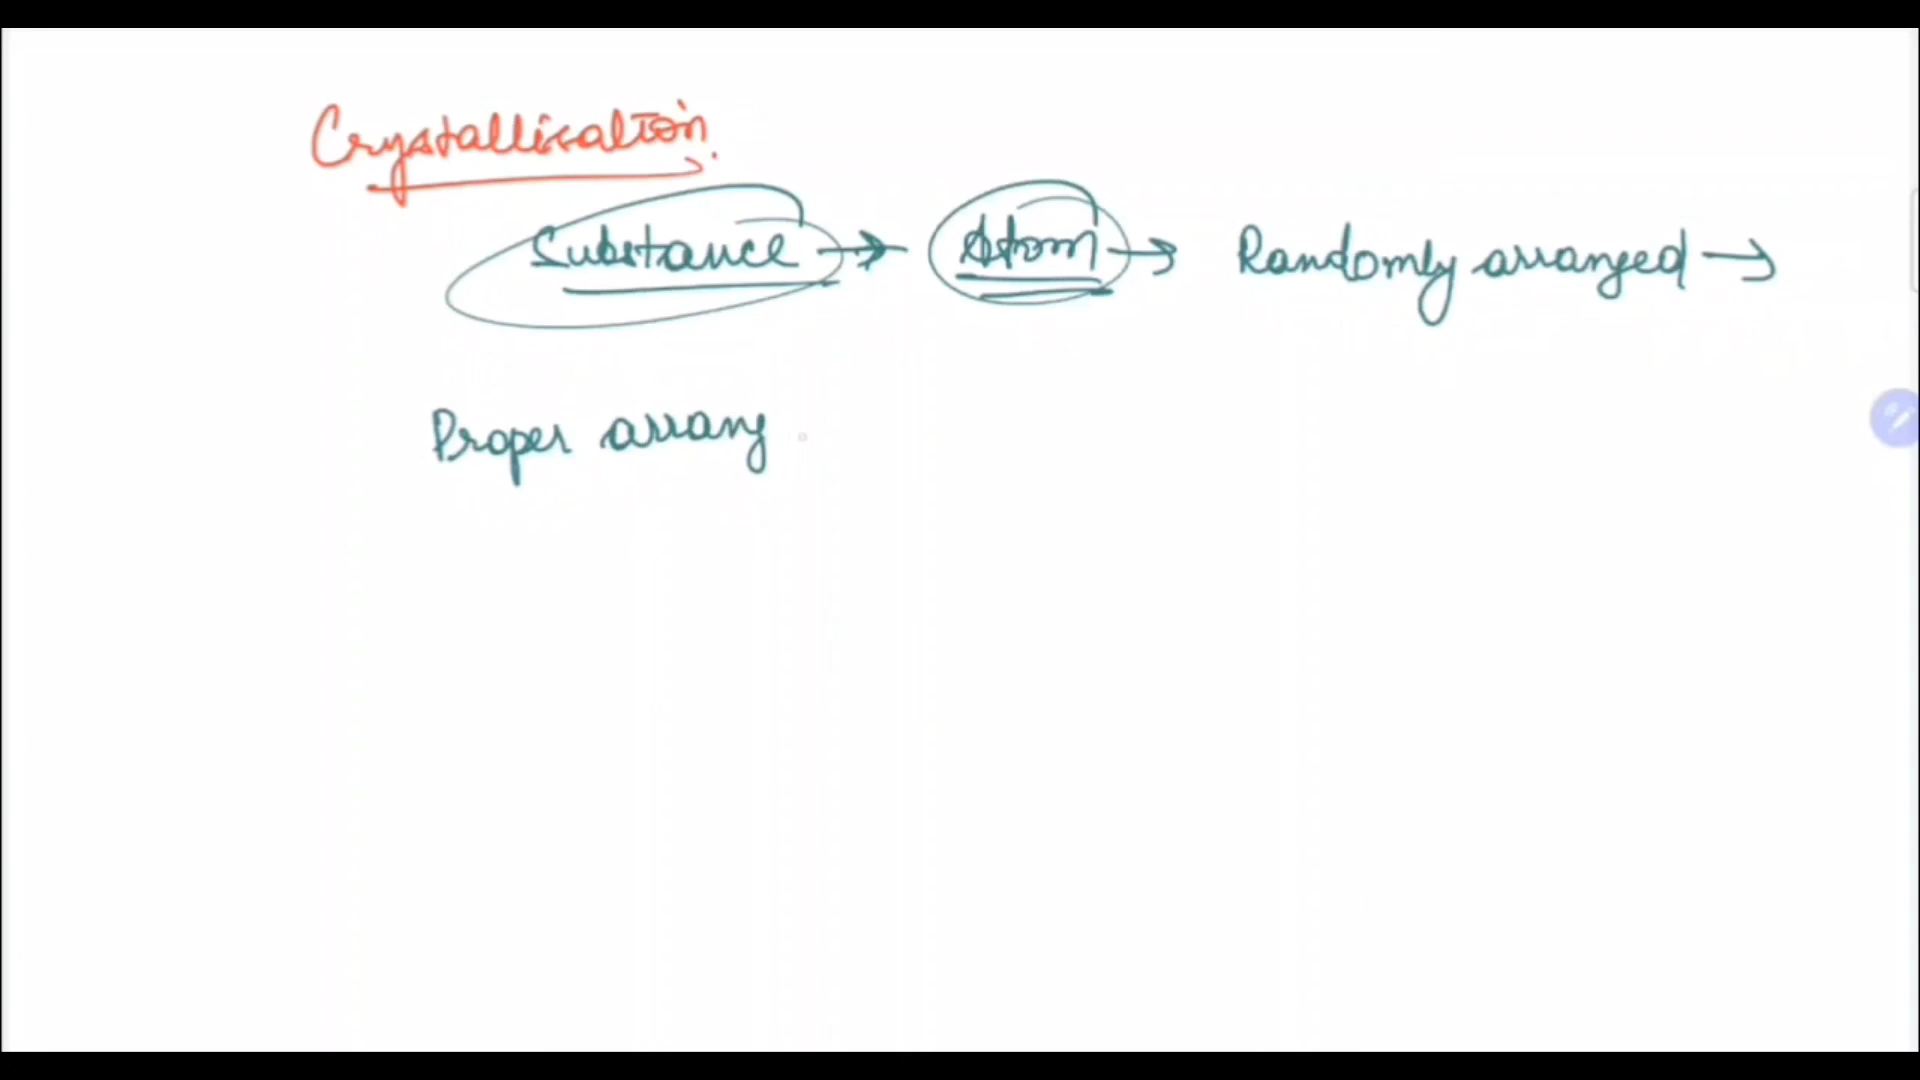 Crystallisation.
Substance → Atom → Randomly arranged →
Proper arrang